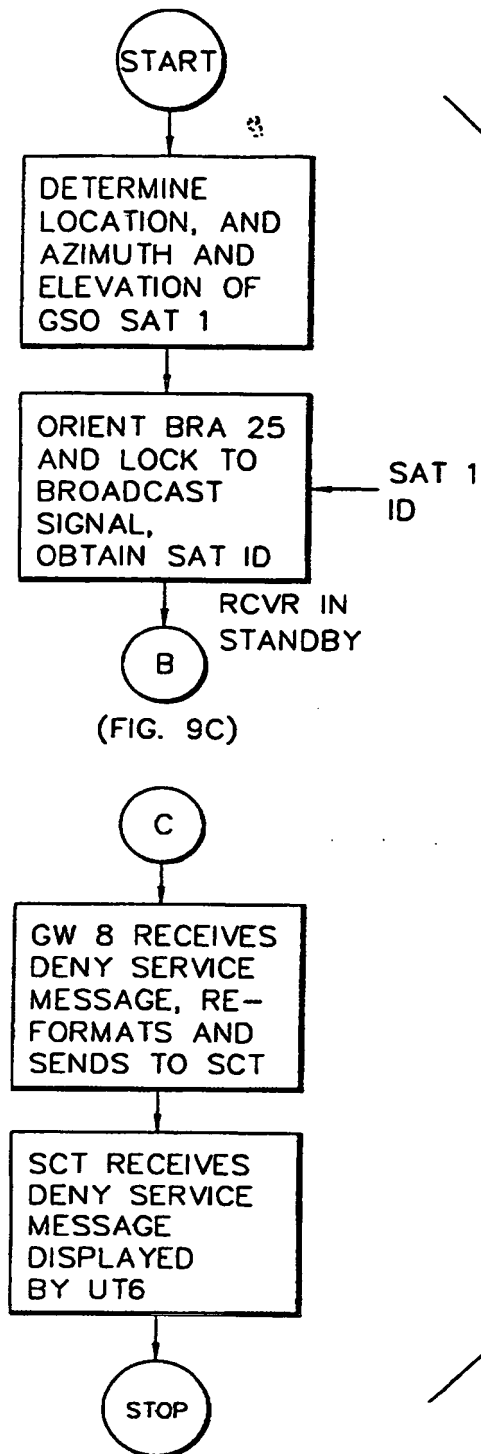 START
DETERMINE
LOCATION, AND
AZIMUTH AND
ELEVATION OF
GSO SAT 1
ORIENT BRA 25
AND LOCK TO
BROADCAST
SIGNAL,
OBTAIN SAT ID
SAT 1
ID
RCVR IN
STANDBY
B
(FIG. 9C)
C
GW 8 RECEIVES
DENY SERVICE
MESSAGE, RE-
FORMATS AND
SENDS TO SCT
SCT RECEIVES
DENY SERVICE
MESSAGE
DISPLAYED
BY UT6
STOP